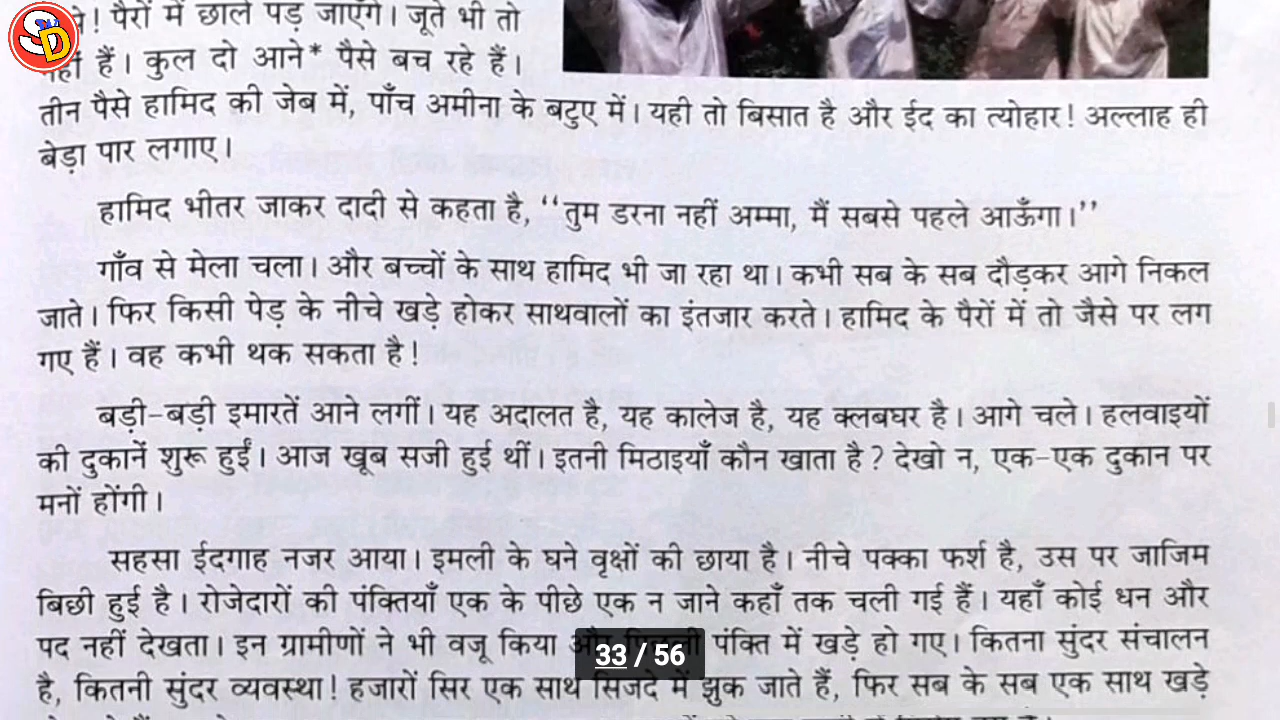 SD
! पैरों में छाले पड़ जाएँगे। जूते भी तो
नहीं हैं। कुल दो आने* पैसे बच रहे हैं।
तीन पैसे हामिद की जेब में, पाँच अमीना के बटुए में। यही तो बिसात है और ईद का त्योहार! अल्लाह ही
बेड़ा पार लगाए।
हामिद भीतर जाकर दादी से कहता है, ‘‘तुम डरना नहीं अम्मा, मैं सबसे पहले आऊँगा।’’
गाँव से मेला चला। और बच्चों के साथ हामिद भी जा रहा था। कभी सब के सब दौड़कर आगे निकल
जाते। फिर किसी पेड़ के नीचे खड़े होकर साथवालों का इंतजार करते। हामिद के पैरों में तो जैसे पर लग
गए हैं। वह कभी थक सकता है!
बड़ी-बड़ी इमारतें आने लगीं। यह अदालत है, यह कालेज है, यह क्लबघर है। आगे चले। हलवाइयों
की दुकानें शुरू हुईं। आज खूब सजी हुई थीं। इतनी मिठाइयाँ कौन खाता है? देखो न, एक-एक दुकान पर
मनों होंगी।
सहसा ईदगाह नजर आया। इमली के घने वृक्षों की छाया है। नीचे पक्का फर्श है, उस पर जाजिम
बिछी हुई है। रोजेदारों की पंक्तियाँ एक के पीछे एक न जाने कहाँ तक चली गई हैं। यहाँ कोई धन और
पद नहीं देखता। इन ग्रामीणों ने भी वजू किया और पिछली पंक्ति में खड़े हो गए। कितना सुंदर संचालन
33 / 56
है, कितनी सुंदर व्यवस्था! हजारों सिर एक साथ सिजदे में झुक जाते हैं, फिर सब के सब एक साथ खड़े